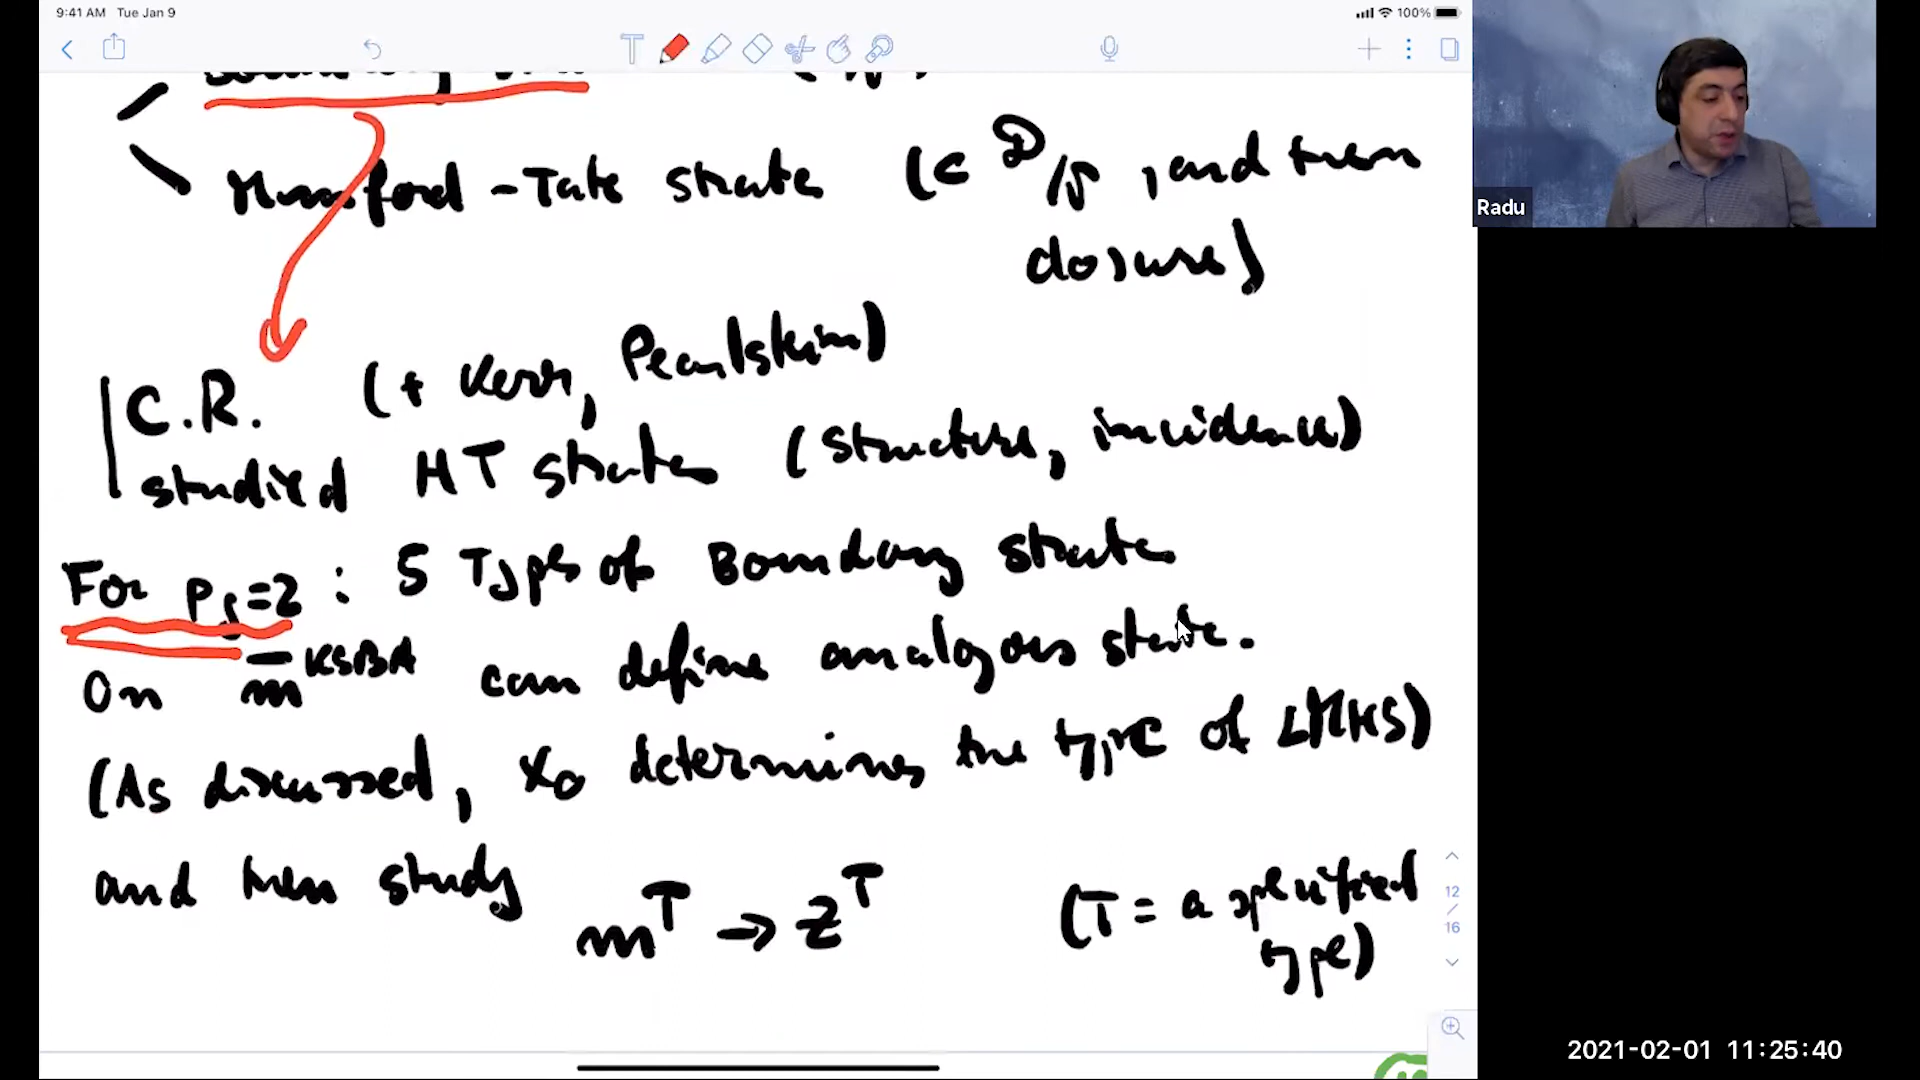 9:41 AM Tue Jan 9
100%
Mumford-Tate strata (⊂ D/Γ, and then
closures)
C.R. (+ Kerr, Pearlstein)
studied HT strata (structure, incidence)
For pg=2 : 5 Types of Boundary strata
On m̄ KSBA can define analogous strata.
(As discussed, X₀ determines the type of LMHS)
and then study m^T → Z^T (T = a specified
type)
12
/
16
Radu
2021-02-01 11:25:40